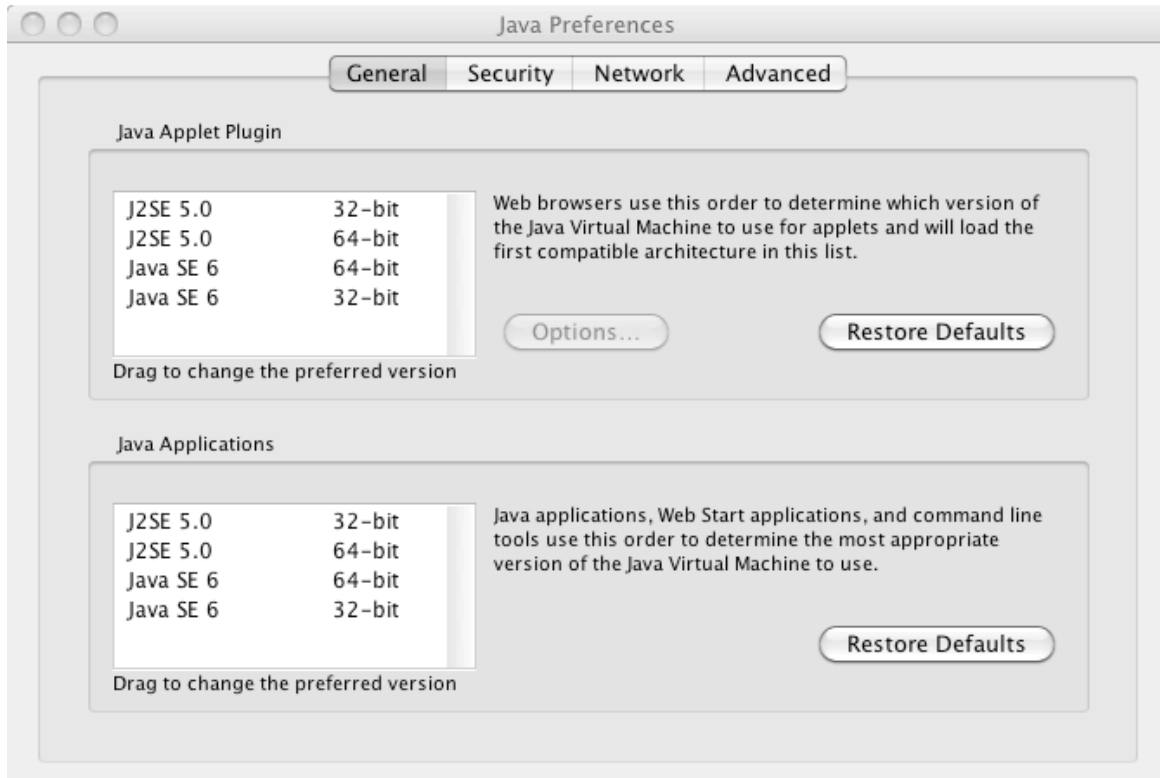 Java Preferences
General Security Network Advanced
Java Applet Plugin
J2SE 5.0 32-bit
J2SE 5.0 64-bit
Java SE 6 64-bit
Java SE 6 32-bit
Drag to change the preferred version
Web browsers use this order to determine which version of
the Java Virtual Machine to use for applets and will load the
first compatible architecture in this list.
Options...
Restore Defaults
Java Applications
J2SE 5.0 32-bit
J2SE 5.0 64-bit
Java SE 6 64-bit
Java SE 6 32-bit
Drag to change the preferred version
Java applications, Web Start applications, and command line
tools use this order to determine the most appropriate
version of the Java Virtual Machine to use.
Restore Defaults